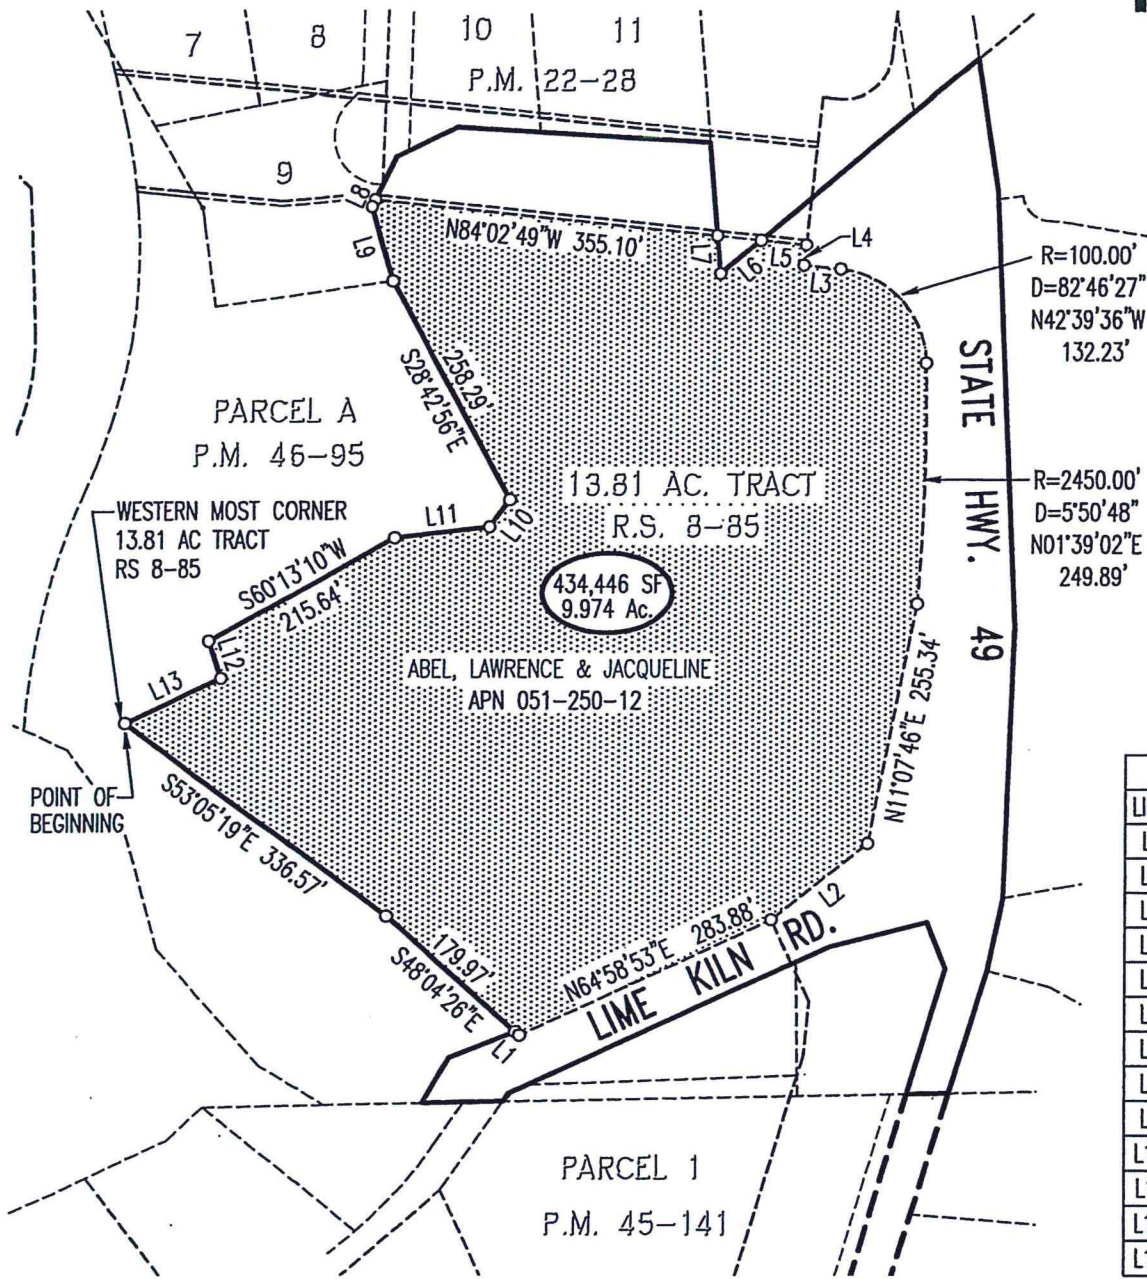 7
8
10
11
P.M. 22-28
9
L8
N84°02'49"W 355.10'
L7
L6
L5
L4
L3
L9
R=100.00'
D=82°46'27"
N42°39'36"W
132.23'
258.29'
S28°42'56"E
STATE HWY. 49
PARCEL A
P.M. 46-95
13.81 AC. TRACT
R.S. 8-85
R=2450.00'
D=5°50'48"
N01°39'02"E
249.89'
WESTERN MOST CORNER
13.81 AC TRACT
RS 8-85
L11
L10
S60°13'10"W
215.64'
434,446 SF
9.974 Ac.
L12
L13
ABEL, LAWRENCE & JACQUELINE
APN 051-250-12
N11°07'46"E 255.34'
POINT OF
BEGINNING
S53°05'19"E 336.57'
L2
179.97'
S48°04'26"E
N64°58'53"E 283.88'
LIME KILN RD.
L1
PARCEL 1
P.M. 45-141